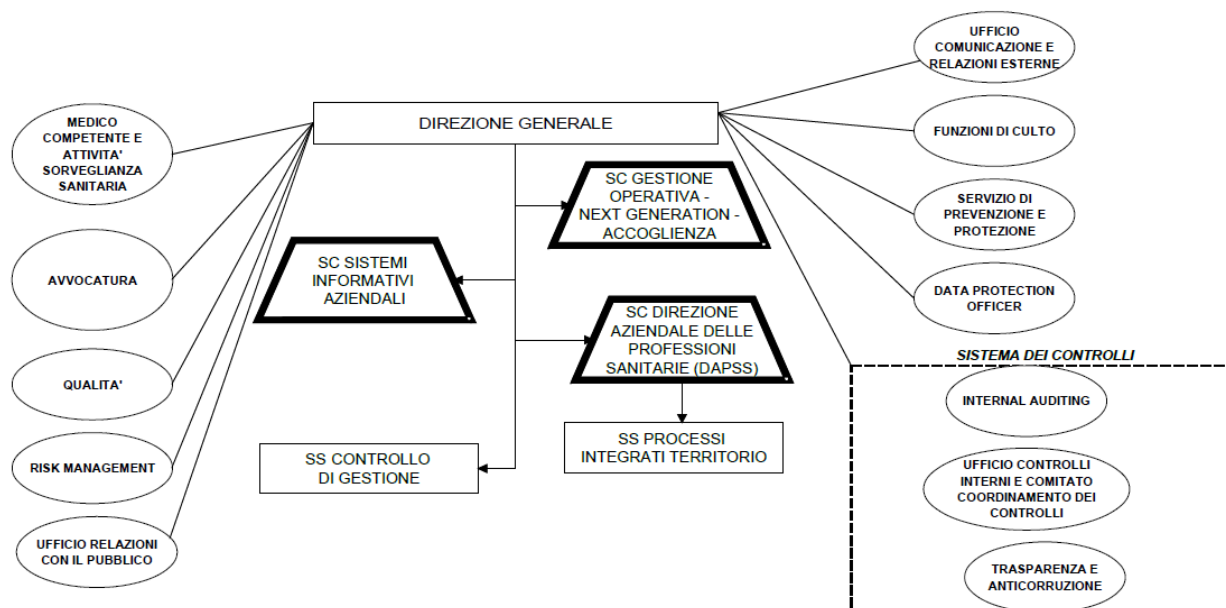 UFFICIO
COMUNICAZIONE E
RELAZIONI ESTERNE
DIREZIONE GENERALE
MEDICO
COMPETENTE E
ATTIVITA'
SORVEGLIANZA
SANITARIA
FUNZIONI DI CULTO
SC GESTIONE
OPERATIVA -
NEXT GENERATION -
ACCOGLIENZA
SERVIZIO DI
PREVENZIONE E
PROTEZIONE
AVVOCATURA
SC SISTEMI
INFORMATIVI
AZIENDALI
DATA PROTECTION
OFFICER
SC DIREZIONE
AZIENDALE DELLE
PROFESSIONI
SANITARIE (DAPSS)
SISTEMA DEI CONTROLLI
QUALITA'
INTERNAL AUDITING
SS PROCESSI
INTEGRATI TERRITORIO
RISK MANAGEMENT
SS CONTROLLO
DI GESTIONE
UFFICIO CONTROLLI
INTERNI E COMITATO
COORDINAMENTO DEI
CONTROLLI
UFFICIO RELAZIONI
CON IL PUBBLICO
TRASPARENZA E
ANTICORRUZIONE